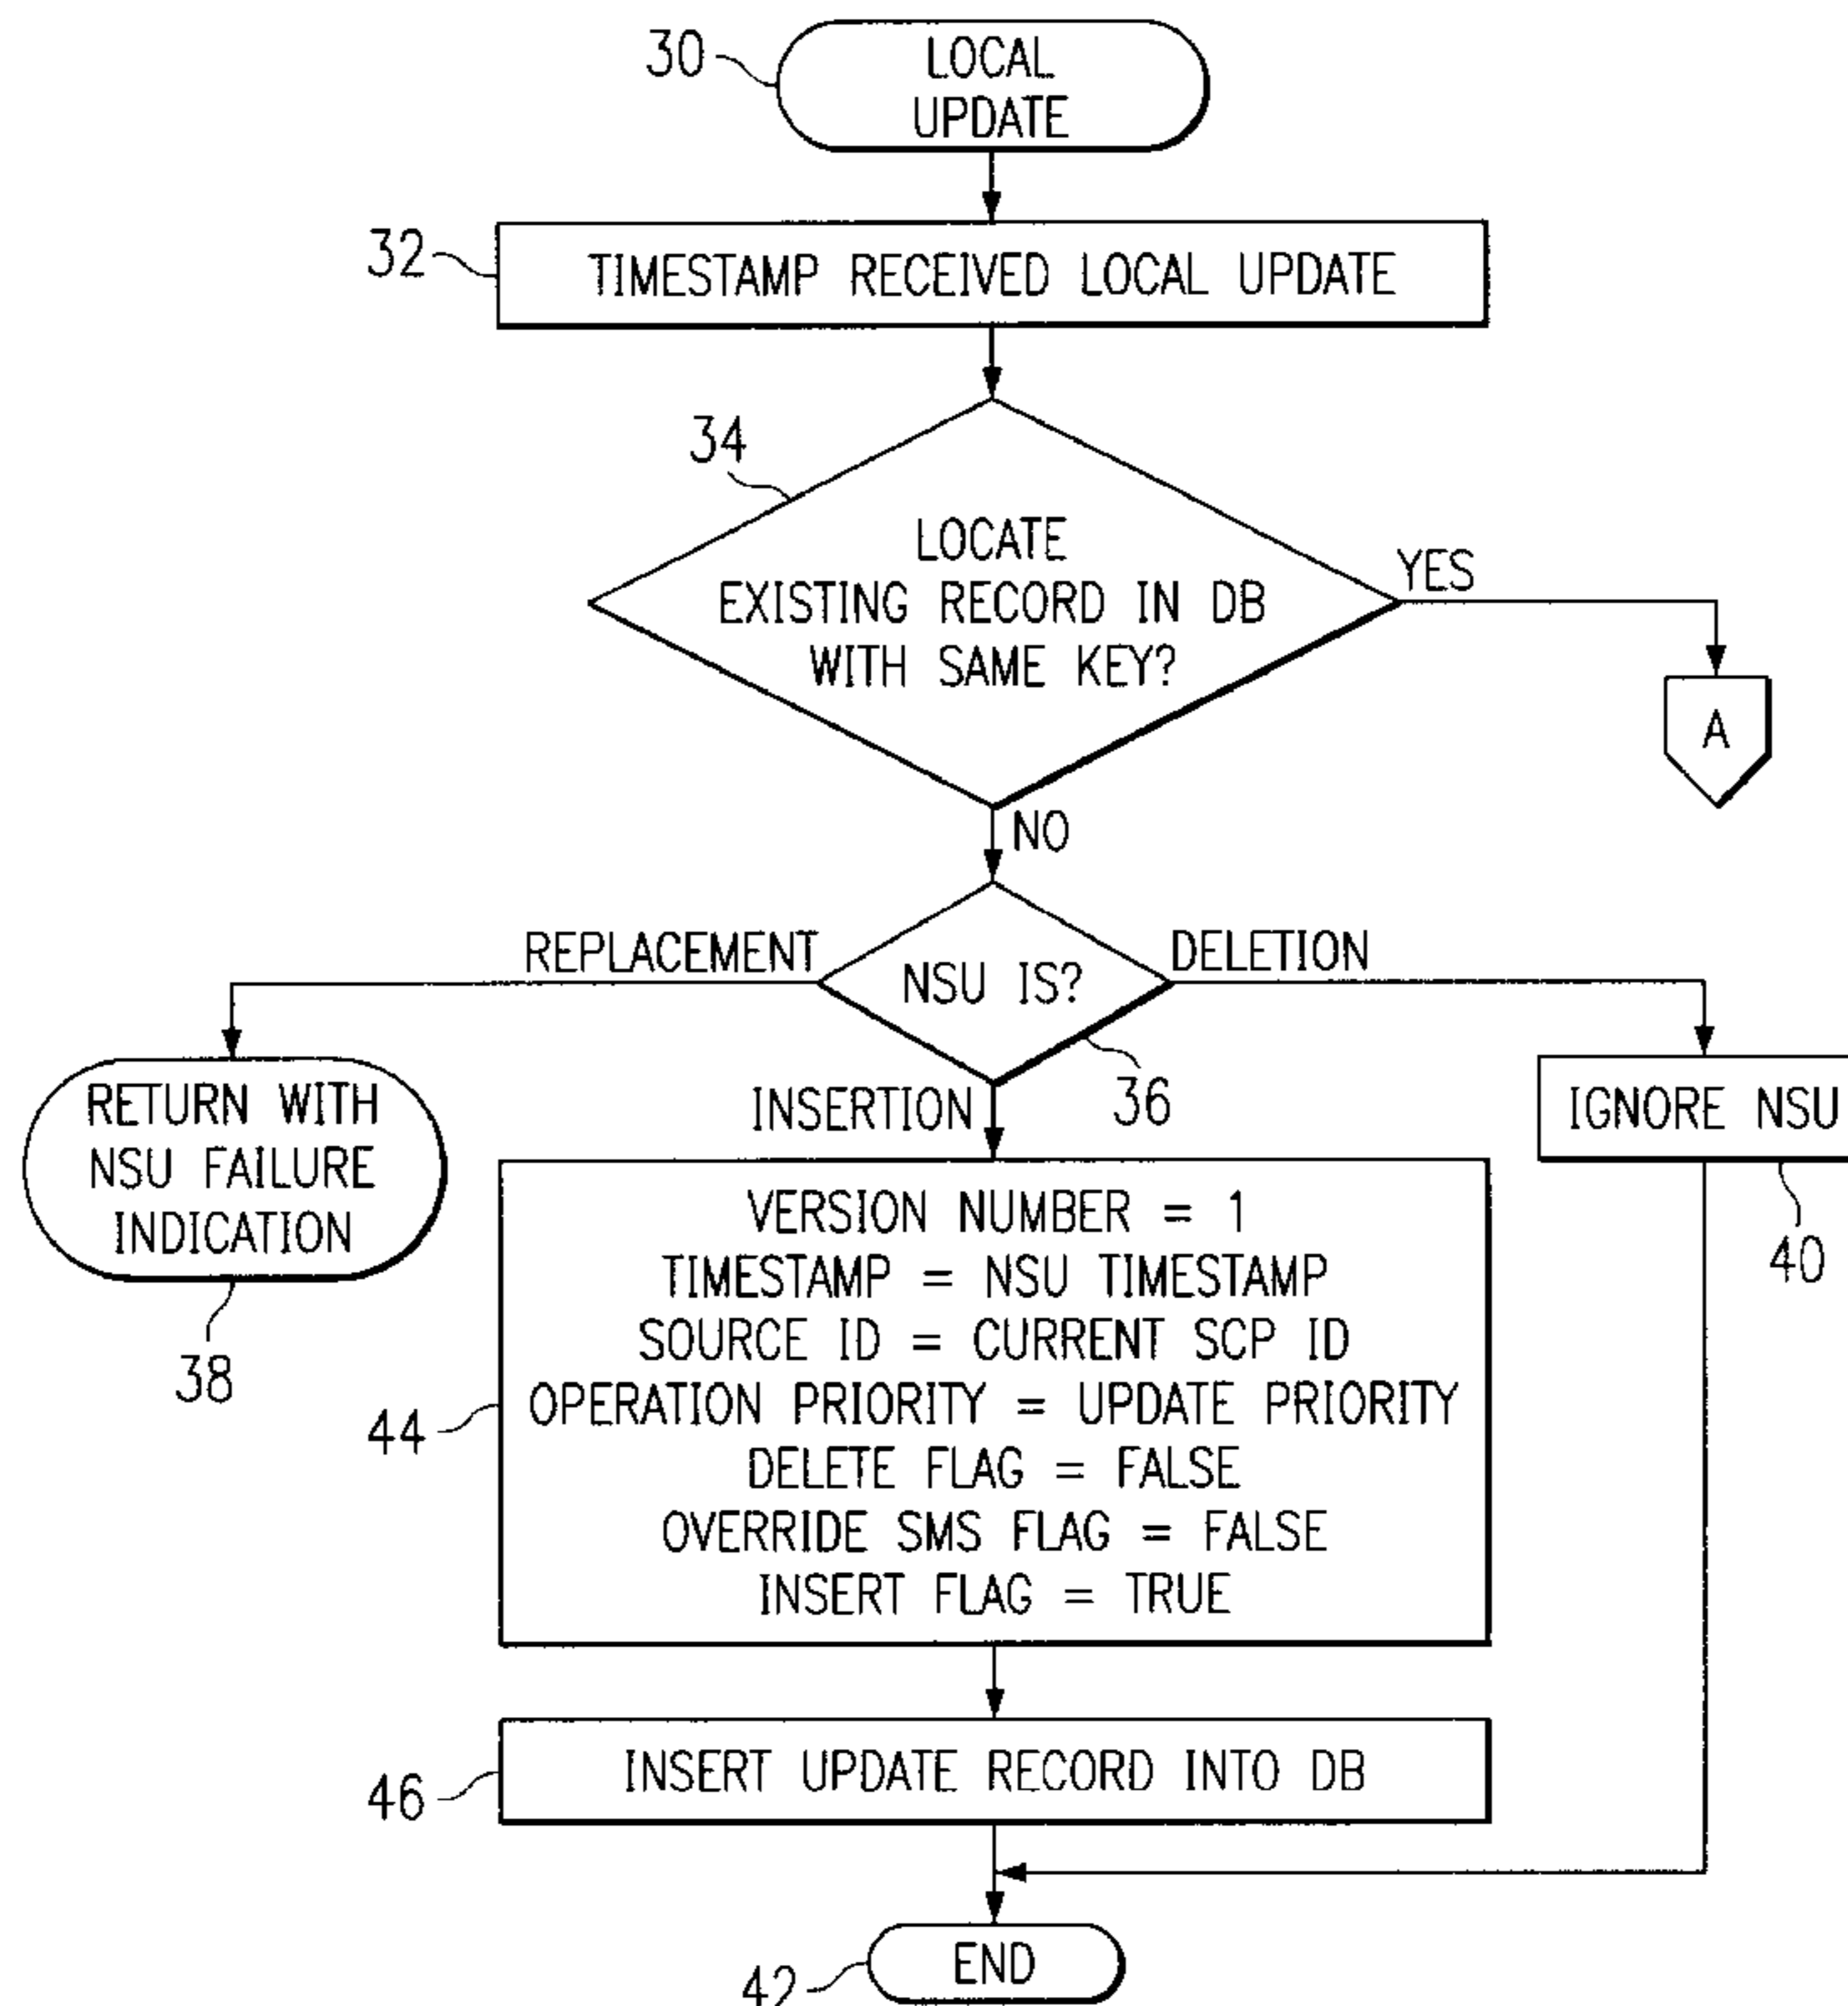 30
LOCAL
UPDATE
32
TIMESTAMP RECEIVED LOCAL UPDATE
34
LOCATE
EXISTING RECORD IN DB
WITH SAME KEY?
YES
A
NO
REPLACEMENT
NSU IS?
DELETION
36
INSERTION
RETURN WITH
NSU FAILURE
INDICATION
38
IGNORE NSU
40
44
VERSION NUMBER = 1
TIMESTAMP = NSU TIMESTAMP
SOURCE ID = CURRENT SCP ID
OPERATION PRIORITY = UPDATE PRIORITY
DELETE FLAG = FALSE
OVERRIDE SMS FLAG = FALSE
INSERT FLAG = TRUE
46
INSERT UPDATE RECORD INTO DB
42
END